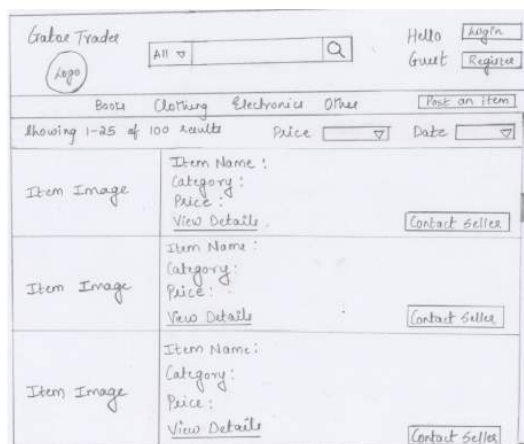 Gator Trader
Logo
All
Hello Guest
Login
Register
Books Clothing Electronics Other Post an item
Showing 1-25 of 100 results Price Date
Item Image
Item Name :
Category :
Price :
View Details
Contact Seller
Item Image
Item Name :
Category :
Price :
View Details
Contact Seller
Item Image
Item Name :
Category :
Price :
View Details
Contact Seller